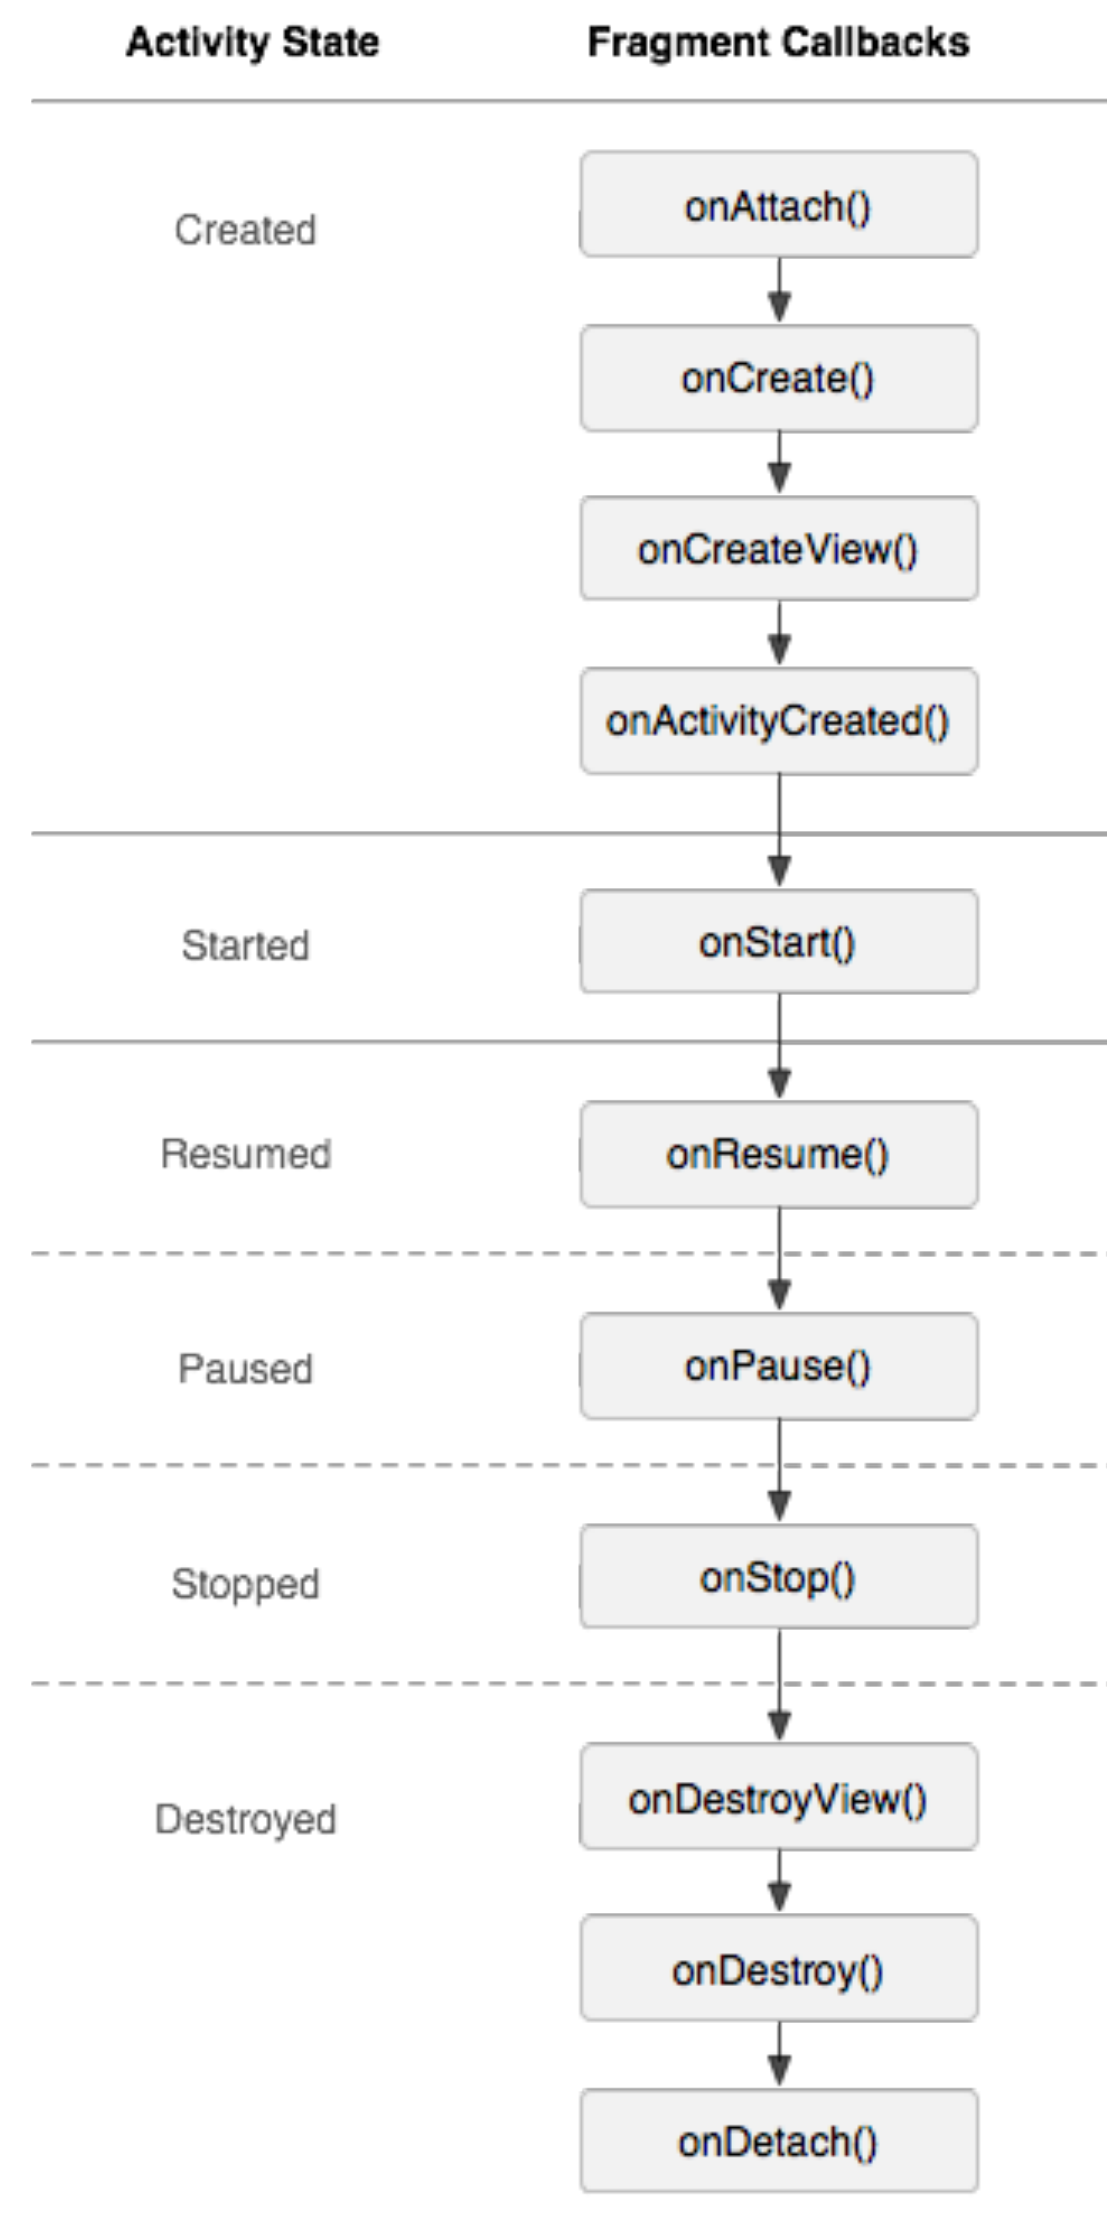 Activity State Fragment Callbacks
Created onAttach()
onCreate()
onCreateView()
onActivityCreated()
Started onStart()
Resumed onResume()
Paused onPause()
Stopped onStop()
Destroyed onDestroyView()
onDestroy()
onDetach()